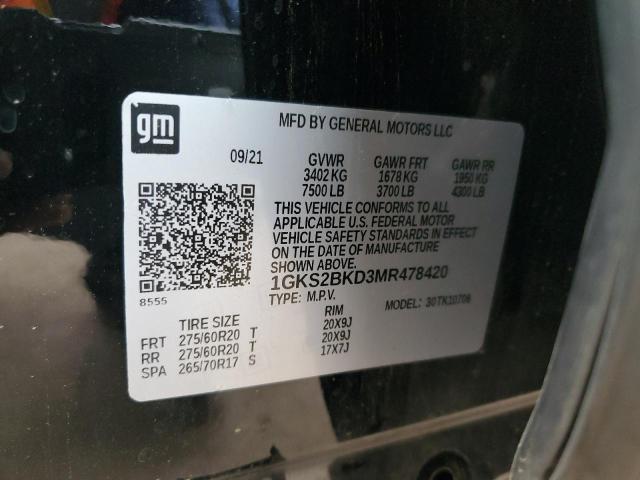 gm
MFD BY GENERAL MOTORS LLC
09/21 GVWR GAWR FRT GAWR RR
3402 KG 1678 KG 1950 KG
7500 LB 3700 LB 4300 LB
THIS VEHICLE CONFORMS TO ALL
APPLICABLE U.S. FEDERAL MOTOR
VEHICLE SAFETY STANDARDS IN EFFECT
ON THE DATE OF MANUFACTURE
SHOWN ABOVE.
1GKS2BKD3MR478420
8555
TYPE: M.P.V. MODEL: 30TK10706
TIRE SIZE RIM
FRT 275/60R20 T 20X9J
RR 275/60R20 T 20X9J
SPA 265/70R17 S 17X7J